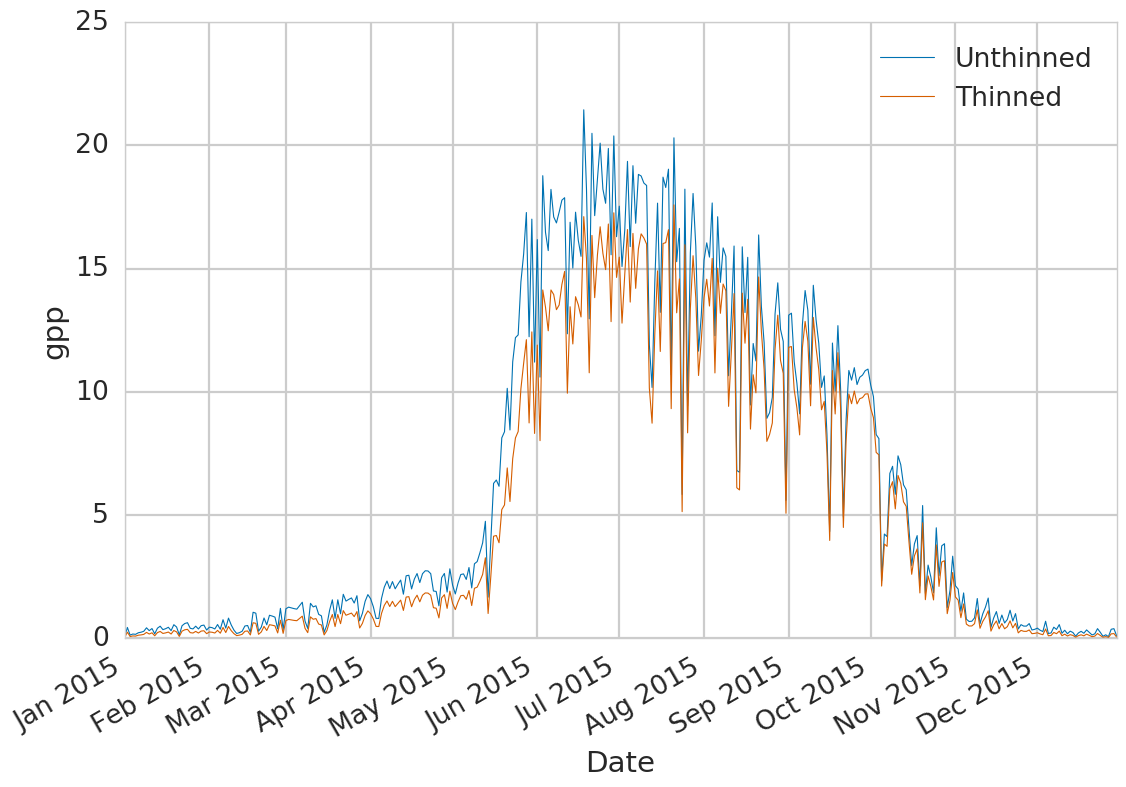 25
20
15
10
5
0
gpp
Unthinned
Thinned
Jan 2015
Feb 2015
Mar 2015
Apr 2015
May 2015
Jun 2015
Jul 2015
Aug 2015
Sep 2015
Oct 2015
Nov 2015
Dec 2015
Date